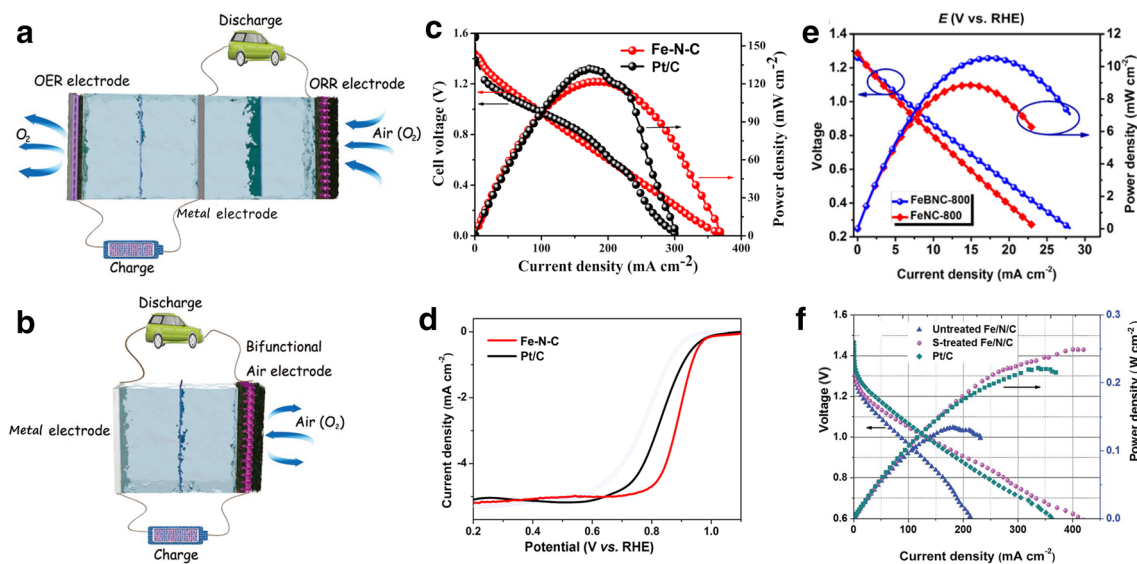 a
Discharge
OER electrode
ORR electrode
O2
Air (O2)
Metal electrode
Charge
b
Discharge
Bifunctional
Air electrode
Metal electrode
Air (O2)
Charge
c
Fe-N-C
Pt/C
Cell voltage (V)
1.6
1.2
0.8
0.4
0.0
150
120
90
60
30
0
Power density (mW cm-2)
0 100 200 300 400
Current density (mA cm-2)
d
Fe-N-C
Pt/C
Current density (mA cm-2)
0
-2
-4
0.2 0.4 0.6 0.8 1.0
Potential (V vs. RHE)
e
E (V vs. RHE)
Voltage
1.4
1.2
1.0
0.8
0.6
0.4
0.2
12
10
8
6
4
2
0
Power density (mW cm-2)
FeBNC-800
FeNC-800
0 5 10 15 20 25 30
Current density (mA cm-2)
f
Untreated Fe/N/C
S-treated Fe/N/C
Pt/C
Voltage (V)
1.6
1.4
1.2
1.0
0.8
0.6
0.3
0.2
0.1
0.0
Power density / W cm-2
0 100 200 300 400
Current density (mA cm-2)